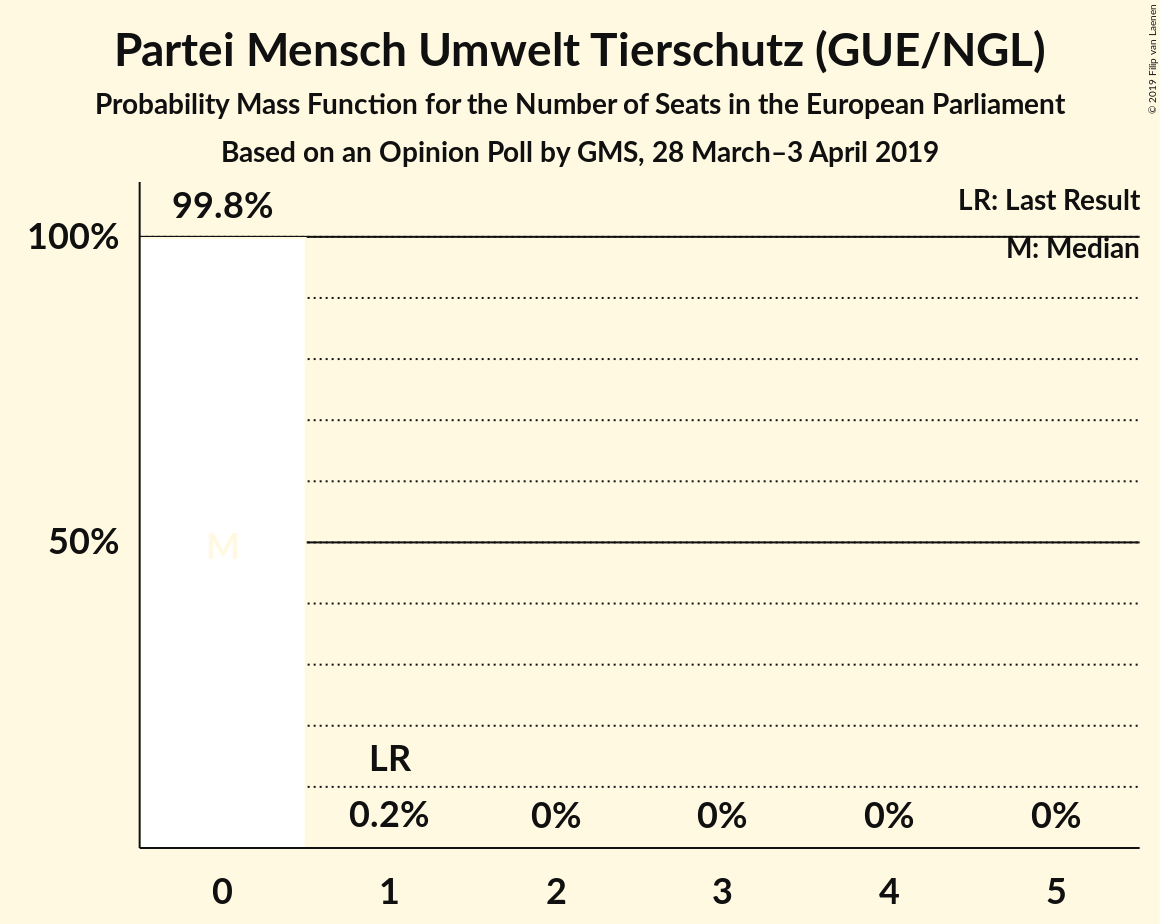 Partei Mensch Umwelt Tierschutz (GUE/NGL)
Probability Mass Function for the Number of Seats in the European Parliament
Based on an Opinion Poll by GMS, 28 March–3 April 2019
© 2019 Filip van Laenen
99.8%
LR: Last Result
100%
M: Median
50%
M
LR
0.2%
0%
0%
0%
0%
0
1
2
3
4
5